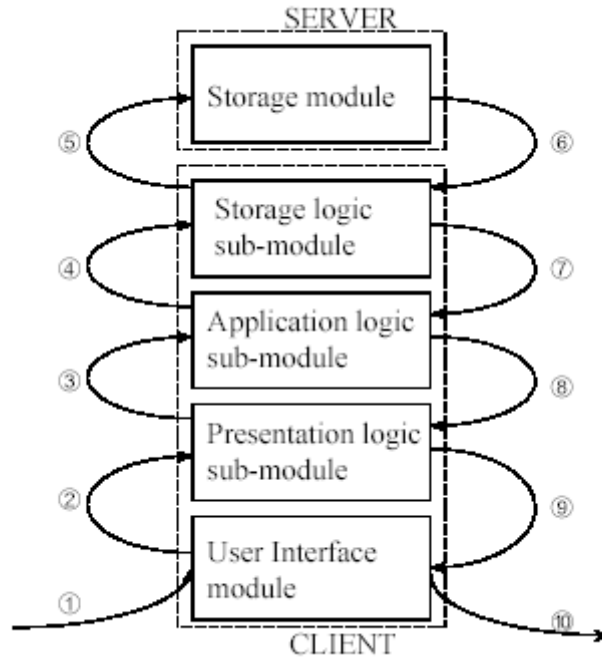 SERVER
Storage module
⑤
⑥
Storage logic
sub-module
④
⑦
Application logic
sub-module
③
⑧
Presentation logic
sub-module
②
⑨
User Interface
module
①
⑩
CLIENT